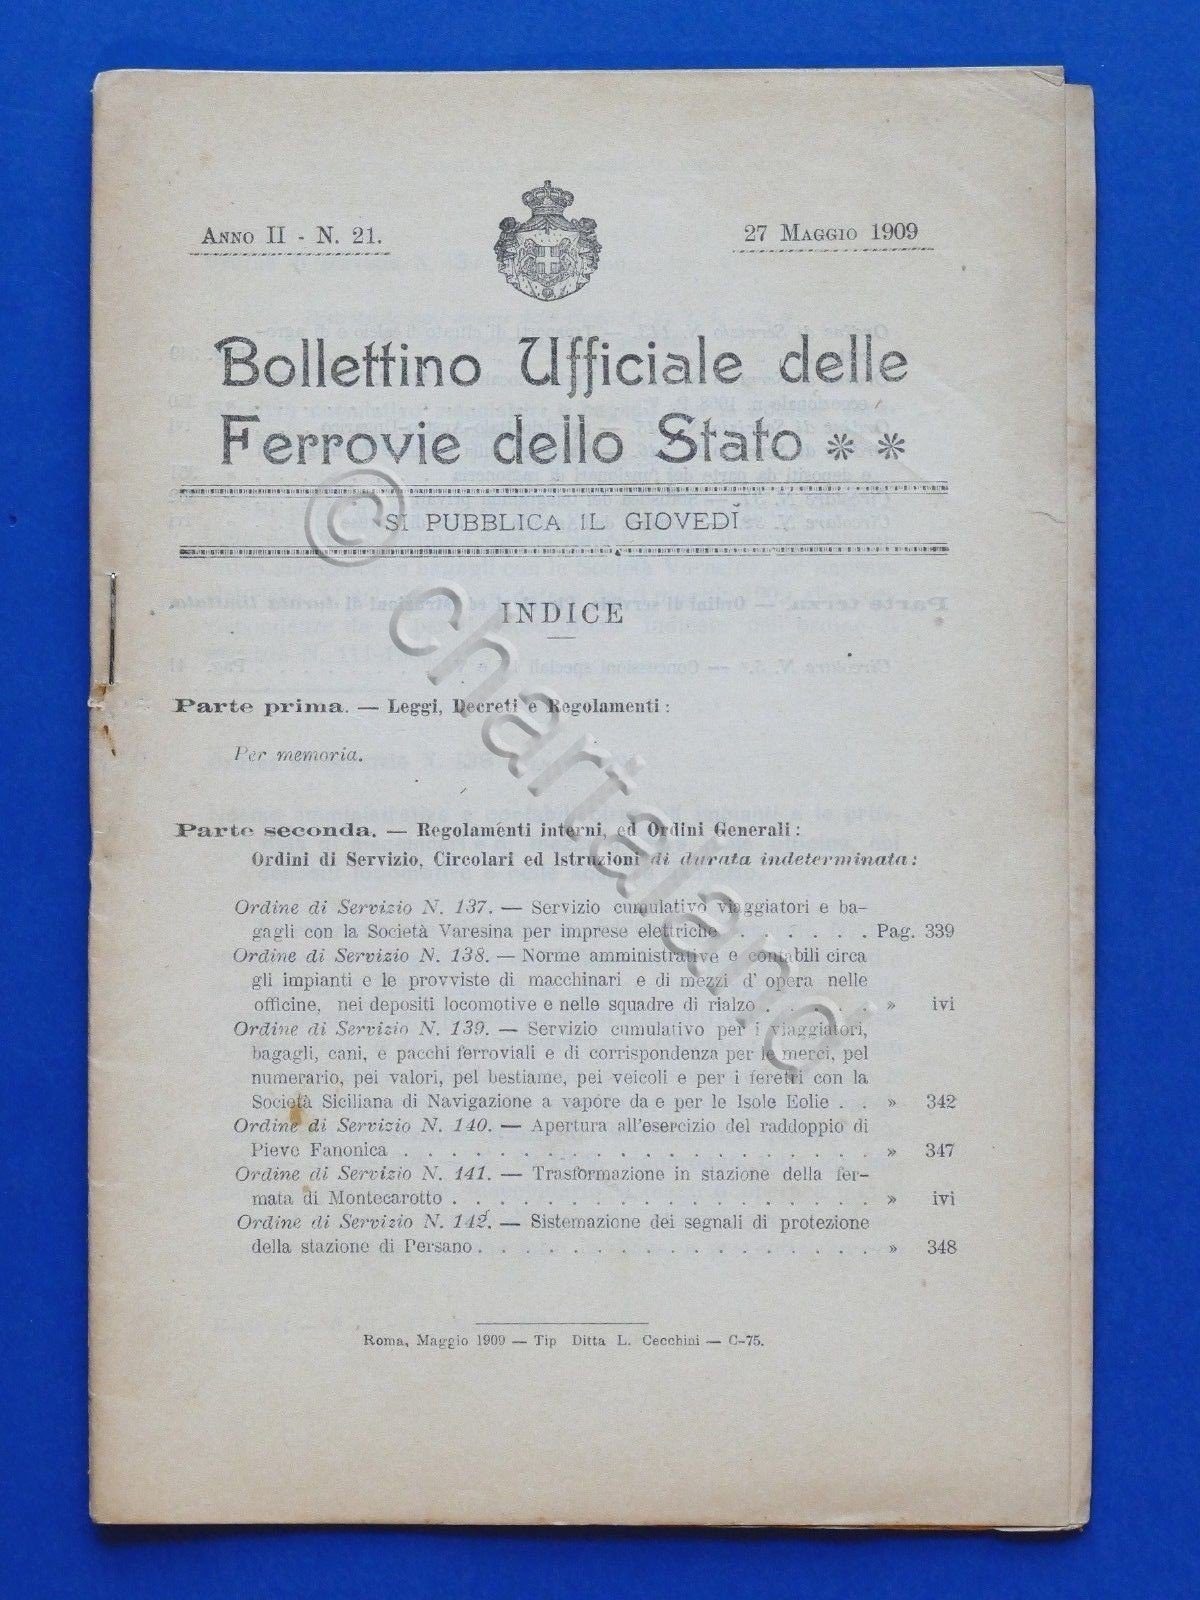 ANNO II - N. 21.
27 MAGGIO 1909
Bollettino Ufficiale delle
Ferrovie dello Stato **
SI PUBBLICA IL GIOVEDÌ
INDICE
Parte prima. — Leggi, Decreti e Regolamenti:
Per memoria.
Parte seconda. — Regolamenti interni, ed Ordini Generali:
Ordini di Servizio, Circolari ed Istruzioni di durata indeterminata:
Ordine di Servizio N. 137. — Servizio cumulativo viaggiatori e ba-
gagli con la Società Varesina per imprese elettriche . . . . . . Pag. 339
Ordine di Servizio N. 138. — Norme amministrative e contabili circa
gli impianti e le provviste di macchinari e di mezzi d' opera nelle
officine, nei depositi locomotive e nelle squadre di rialzo . . . . . » ivi
Ordine di Servizio N. 139. — Servizio cumulativo per i viaggiatori,
bagagli, cani, e pacchi ferroviali e di corrispondenza per le merci, pel
numerario, pei valori, pel bestiame, pei veicoli e per i feretri con la
Società Siciliana di Navigazione a vapore da e per le Isole Eolie . . » 342
Ordine di Servizio N. 140. — Apertura all'esercizio del raddoppio di
Pieve Fanonica . . . . . . . . . . . . . . . . . . . » 347
Ordine di Servizio N. 141. — Trasformazione in stazione della fer-
mata di Montecarotto . . . . . . . . . . . . . . . . . » ivi
Ordine di Servizio N. 142. — Sistemazione dei segnali di protezione
della stazione di Persano . . . . . . . . . . . . . . . . » 348
Roma, Maggio 1909 — Tip Ditta L. Cecchini — C-75.
© chartaland